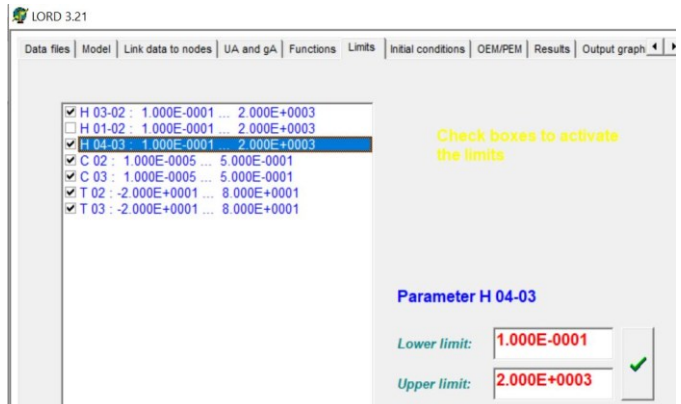 LORD 3.21
Data files Model Link data to nodes UA and gA Functions Limits Initial conditions OEM/PEM Results Output graph
H 03-02 : 1.000E-0001 ... 2.000E+0003
H 01-02 : 1.000E-0001 ... 2.000E+0003
H 04-03 : 1.000E-0001 ... 2.000E+0003
C 02 : 1.000E-0005 ... 5.000E-0001
C 03 : 1.000E-0005 ... 5.000E-0001
T 02 : -2.000E+0001 ... 8.000E+0001
T 03 : -2.000E+0001 ... 8.000E+0001
Check boxes to activate
the limits
Parameter H 04-03
Lower limit: 1.000E-0001
Upper limit: 2.000E+0003